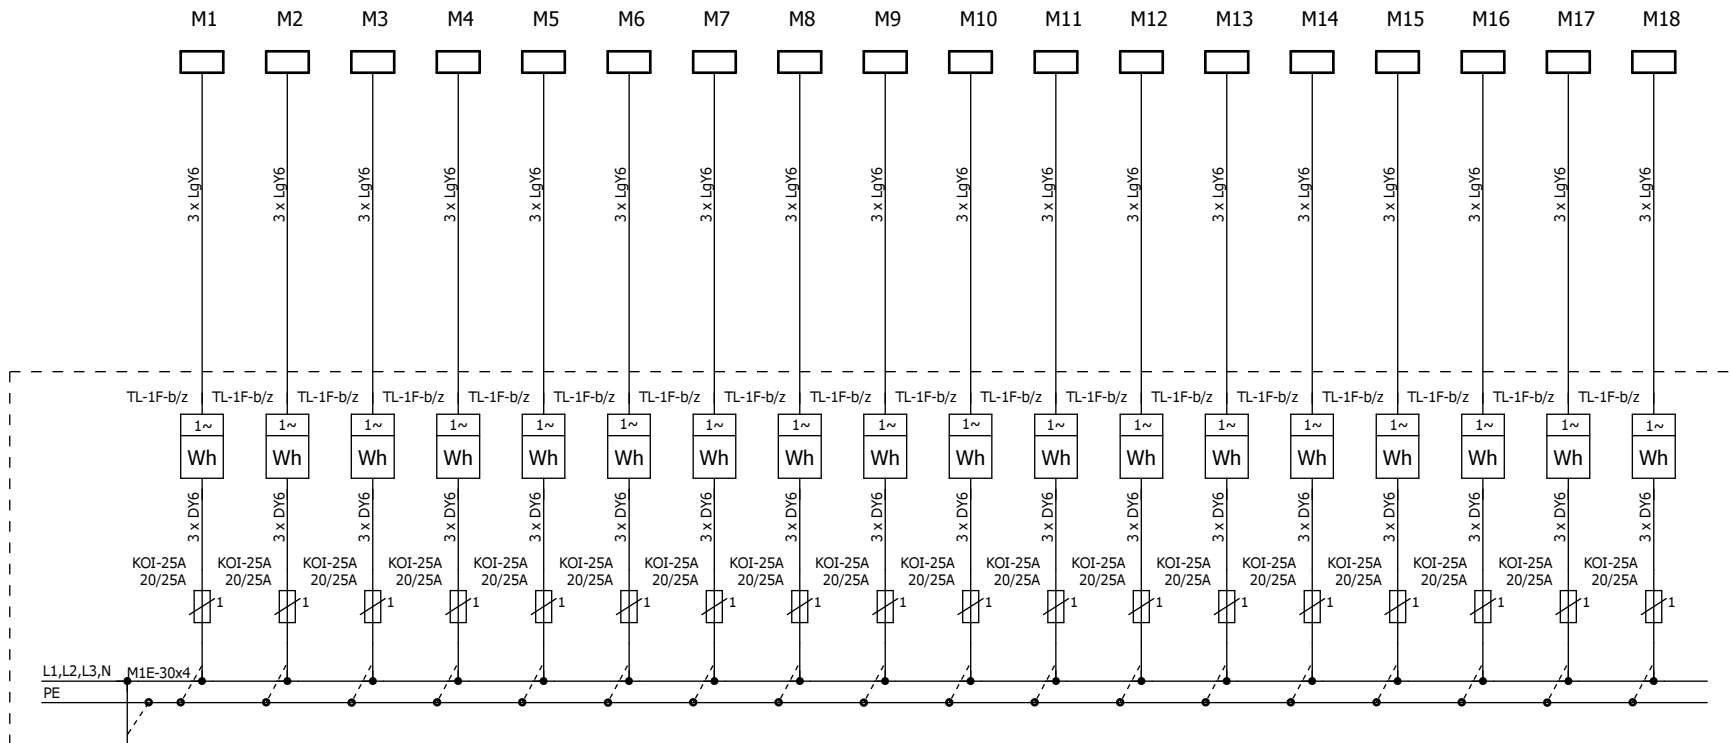 M1 M2 M3 M4 M5 M6 M7 M8 M9 M10 M11 M12 M13 M14 M15 M16 M17 M18
3 x LgY6 3 x LgY6 3 x LgY6 3 x LgY6 3 x LgY6 3 x LgY6 3 x LgY6 3 x LgY6 3 x LgY6 3 x LgY6 3 x LgY6 3 x LgY6 3 x LgY6 3 x LgY6 3 x LgY6 3 x LgY6 3 x LgY6 3 x LgY6
TL-1F-b/z TL-1F-b/z TL-1F-b/z TL-1F-b/z TL-1F-b/z TL-1F-b/z TL-1F-b/z TL-1F-b/z TL-1F-b/z TL-1F-b/z TL-1F-b/z TL-1F-b/z TL-1F-b/z TL-1F-b/z TL-1F-b/z TL-1F-b/z TL-1F-b/z TL-1F-b/z
1~ 1~ 1~ 1~ 1~ 1~ 1~ 1~ 1~ 1~ 1~ 1~ 1~ 1~ 1~ 1~ 1~ 1~
Wh Wh Wh Wh Wh Wh Wh Wh Wh Wh Wh Wh Wh Wh Wh Wh Wh Wh
3 x DY6 3 x DY6 3 x DY6 3 x DY6 3 x DY6 3 x DY6 3 x DY6 3 x DY6 3 x DY6 3 x DY6 3 x DY6 3 x DY6 3 x DY6 3 x DY6 3 x DY6 3 x DY6 3 x DY6 3 x DY6
KOI-25A KOI-25A KOI-25A KOI-25A KOI-25A KOI-25A KOI-25A KOI-25A KOI-25A KOI-25A KOI-25A KOI-25A KOI-25A KOI-25A KOI-25A KOI-25A KOI-25A KOI-25A
20/25A 20/25A 20/25A 20/25A 20/25A 20/25A 20/25A 20/25A 20/25A 20/25A 20/25A 20/25A 20/25A 20/25A 20/25A 20/25A 20/25A 20/25A
1 1 1 1 1 1 1 1 1 1 1 1 1 1 1 1 1 1
L1,L2,L3,N M1E-30x4
PE